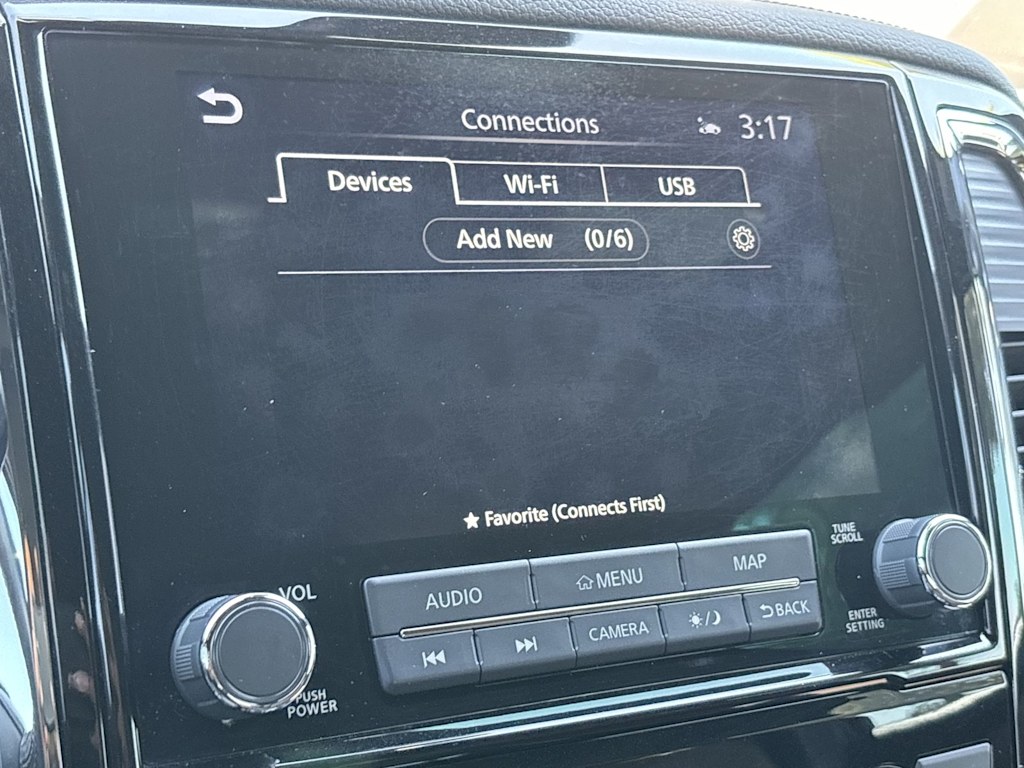 Connections 3:17
Devices Wi-Fi USB
Add New (0/6)
★ Favorite (Connects First)
VOL
PUSH
POWER
AUDIO MENU MAP
CAMERA BACK
TUNE
SCROLL
ENTER
SETTING